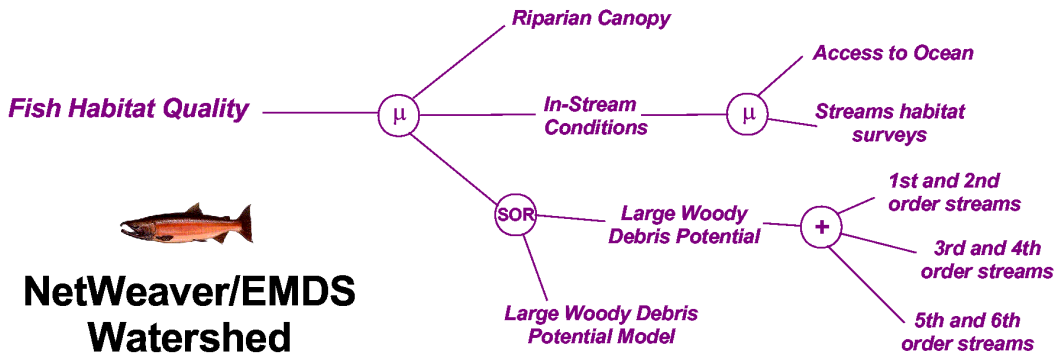 Riparian Canopy
Access to Ocean
Fish Habitat Quality
μ
In-Stream
Conditions
μ
Streams habitat
surveys
1st and 2nd
order streams
SOR
Large Woody
Debris Potential
+
3rd and 4th
order streams
NetWeaver/EMDS
Watershed
Large Woody Debris
Potential Model
5th and 6th
order streams